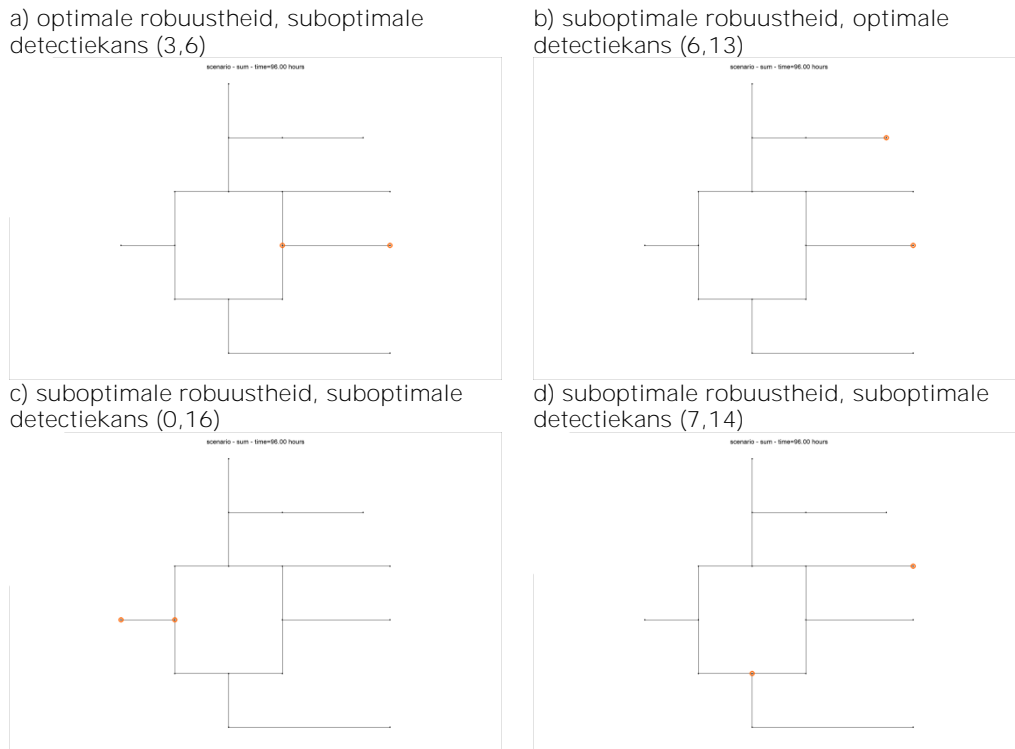 a) optimale robuustheid, suboptimale
detectiekans (3,6)
scenario - sum - time=96.00 hours
b) suboptimale robuustheid, optimale
detectiekans (6,13)
scenario - sum - time=96.00 hours
c) suboptimale robuustheid, suboptimale
detectiekans (0,16)
scenario - sum - time=96.00 hours
d) suboptimale robuustheid, suboptimale
detectiekans (7,14)
scenario - sum - time=96.00 hours